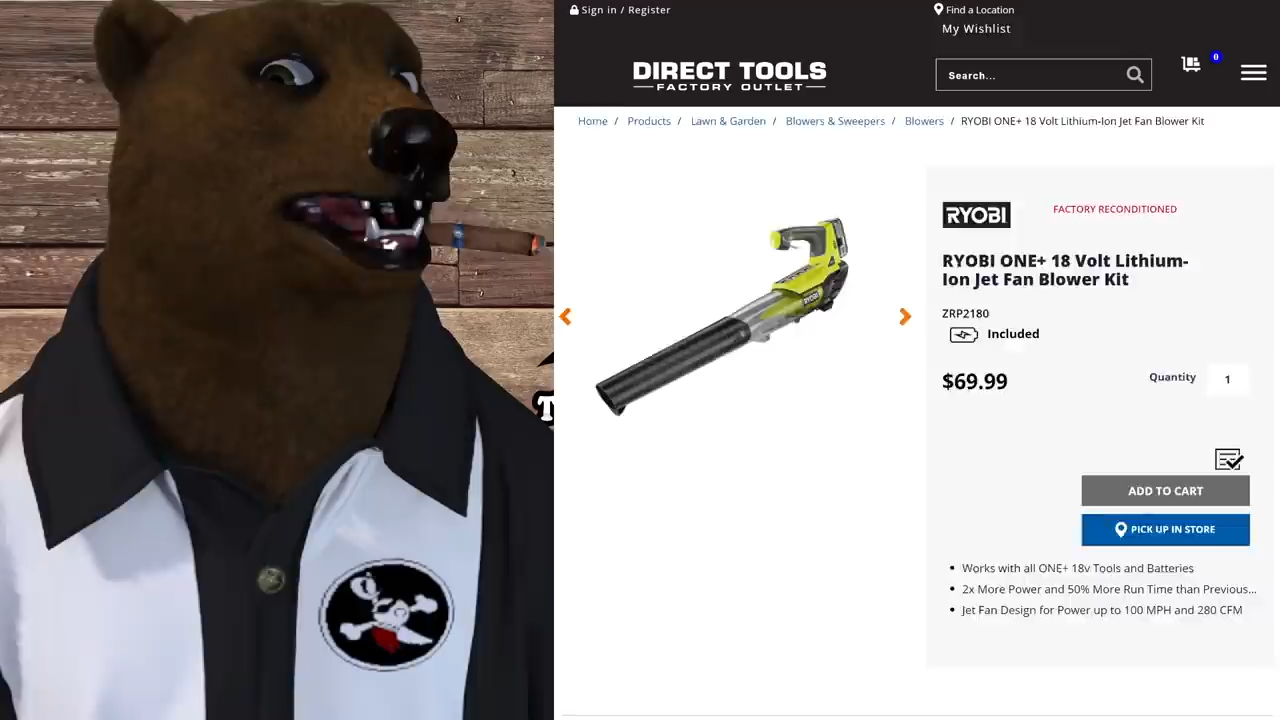 Sign in / Register
Find a Location
My Wishlist
DIRECT TOOLS
FACTORY OUTLET
Search...
0
Home / Products / Lawn & Garden / Blowers & Sweepers / Blowers / RYOBI ONE+ 18 Volt Lithium-Ion Jet Fan Blower Kit
RYOBI
RYOBI
FACTORY RECONDITIONED
RYOBI ONE+ 18 Volt Lithium-
Ion Jet Fan Blower Kit
ZRP2180
Included
$69.99
Quantity
1
ADD TO CART
PICK UP IN STORE
Works with all ONE+ 18v Tools and Batteries
2x More Power and 50% More Run Time than Previous...
Jet Fan Design for Power up to 100 MPH and 280 CFM